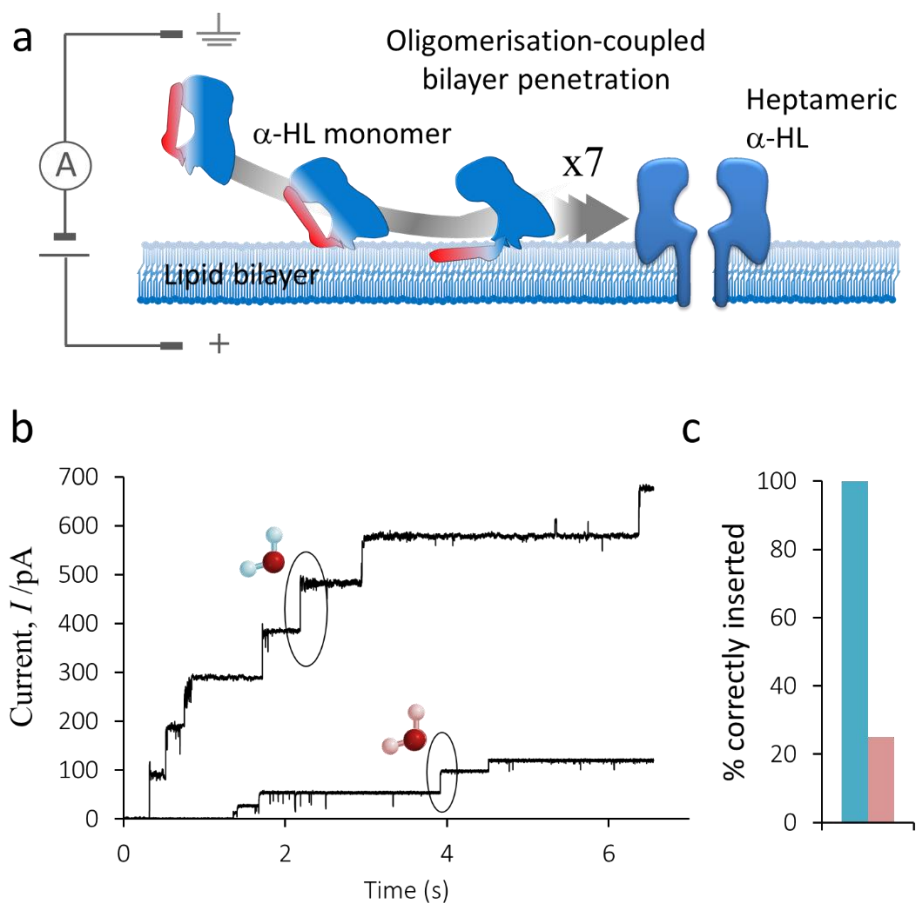 a
Oligomerisation-coupled
bilayer penetration
Heptameric
α-HL
α-HL monomer
x7
A
Lipid bilayer
+
b
c
700
600
500
400
300
200
100
0
Current, I /pA
0 2 4 6
Time (s)
100
80
60
40
20
0
% correctly inserted